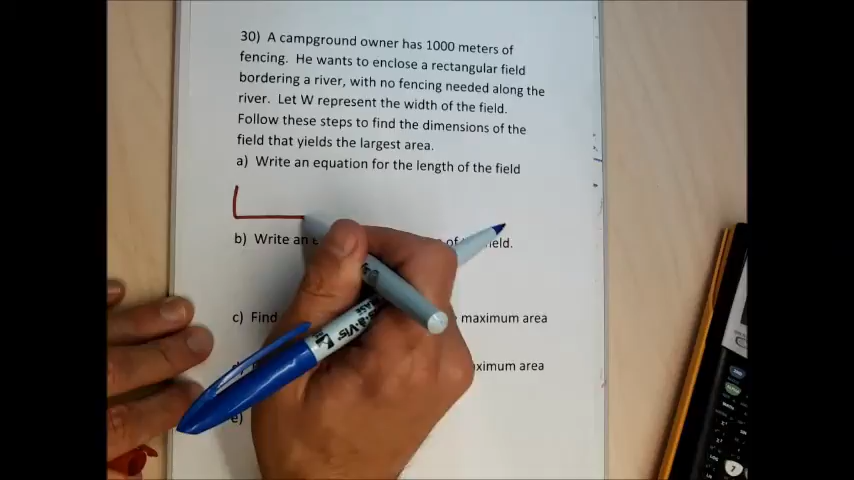 30) A campground owner has 1000 meters of
fencing. He wants to enclose a rectangular field
bordering a river, with no fencing needed along the
river. Let W represent the width of the field.
Follow these steps to find the dimensions of the
field that yields the largest area.
a) Write an equation for the length of the field
b) Write an of field.
c) Find maximum area
ximum area
e)